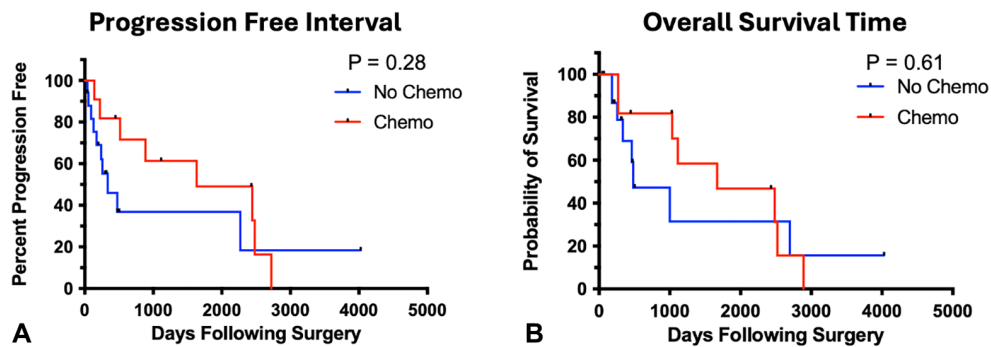 Progression Free Interval
P = 0.28
No Chemo
Chemo
Percent Progression Free
100
80
60
40
20
0
0 1000 2000 3000 4000 5000
Days Following Surgery
A
Overall Survival Time
P = 0.61
No Chemo
Chemo
Probability of Survival
100
80
60
40
20
0
0 1000 2000 3000 4000 5000
Days Following Surgery
B